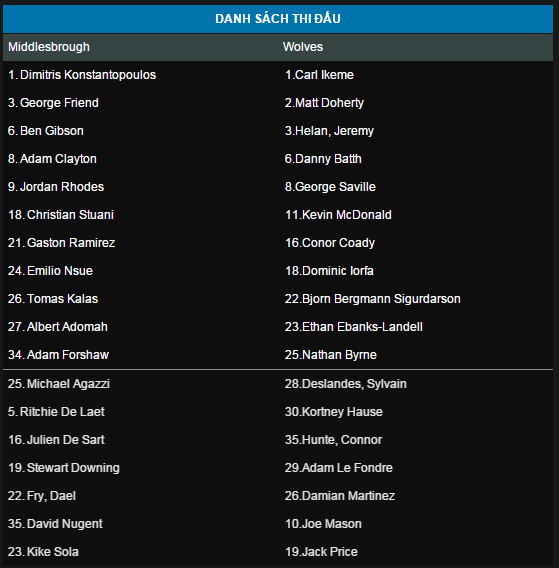 DANH SÁCH THI ĐẤU
Middlesbrough Wolves
1. Dimitris Konstantopoulos 1.Carl Ikeme
3. George Friend 2.Matt Doherty
6. Ben Gibson 3.Helan, Jeremy
8. Adam Clayton 6.Danny Batth
9. Jordan Rhodes 8.George Saville
18. Christian Stuani 11.Kevin McDonald
21. Gaston Ramirez 16.Conor Coady
24. Emilio Nsue 18.Dominic Iorfa
26. Tomas Kalas 22.Bjorn Bergmann Sigurdarson
27. Albert Adomah 23.Ethan Ebanks-Landell
34. Adam Forshaw 25.Nathan Byrne
25. Michael Agazzi 28.Deslandes, Sylvain
5. Ritchie De Laet 30.Kortney Hause
16. Julien De Sart 35.Hunte, Connor
19. Stewart Downing 29.Adam Le Fondre
22. Fry, Dael 26.Damian Martinez
35. David Nugent 10.Joe Mason
23. Kike Sola 19.Jack Price